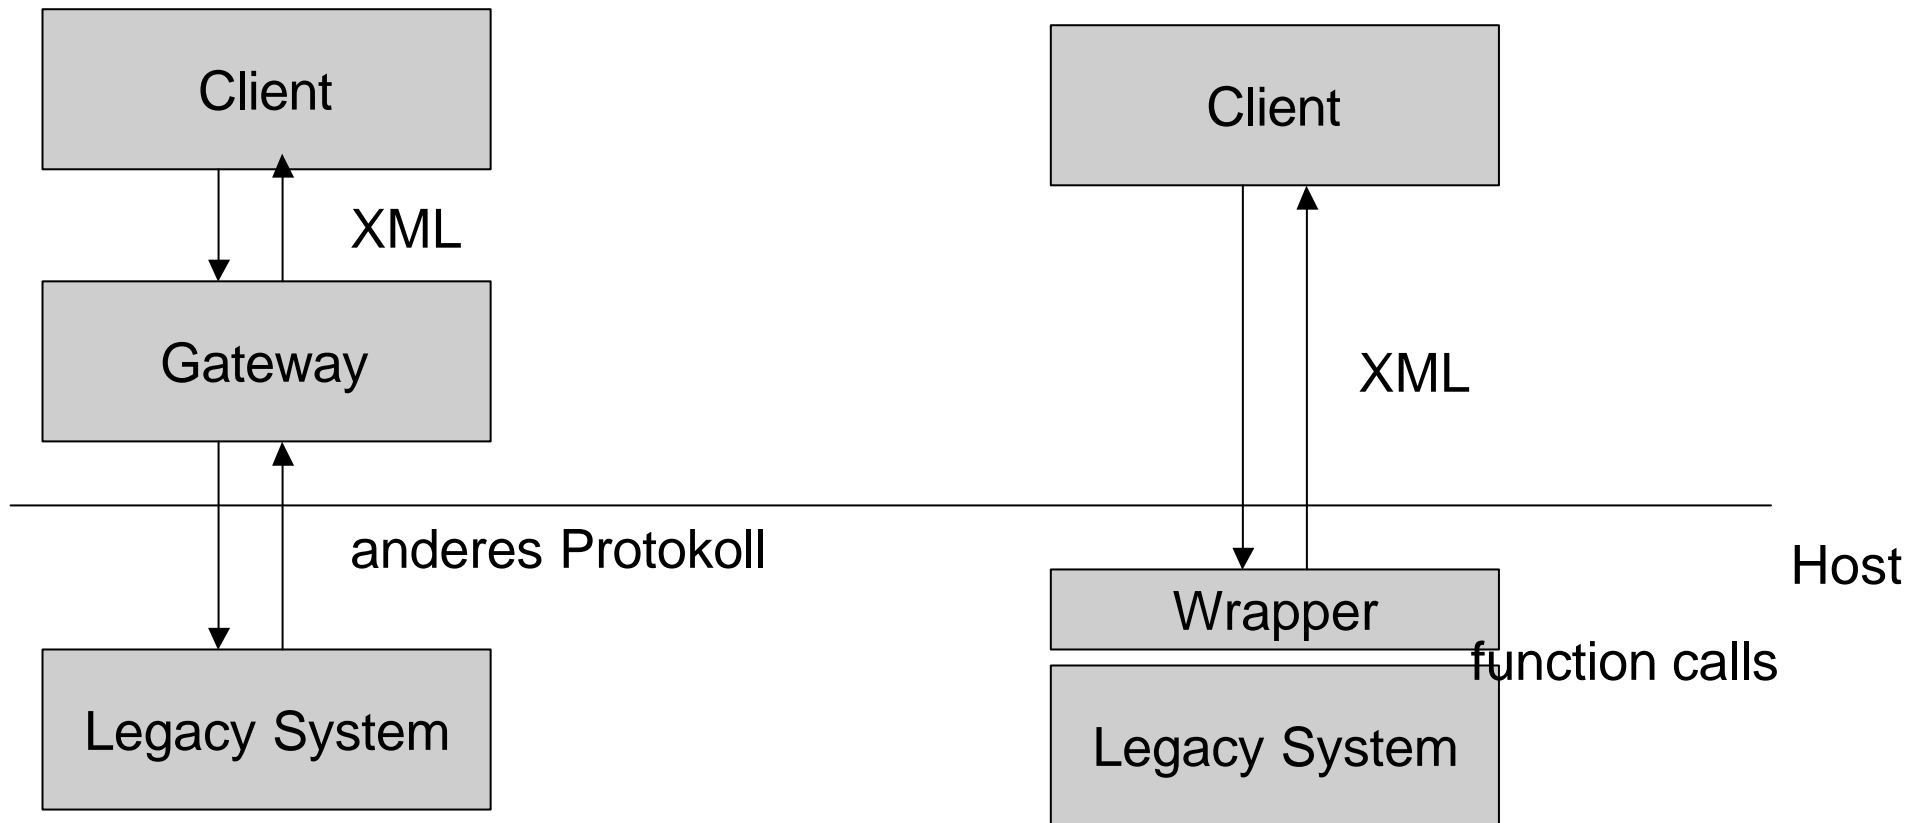 Client
XML
Gateway
anderes Protokoll
Legacy System
Client
XML
Host
Wrapper
function calls
Legacy System